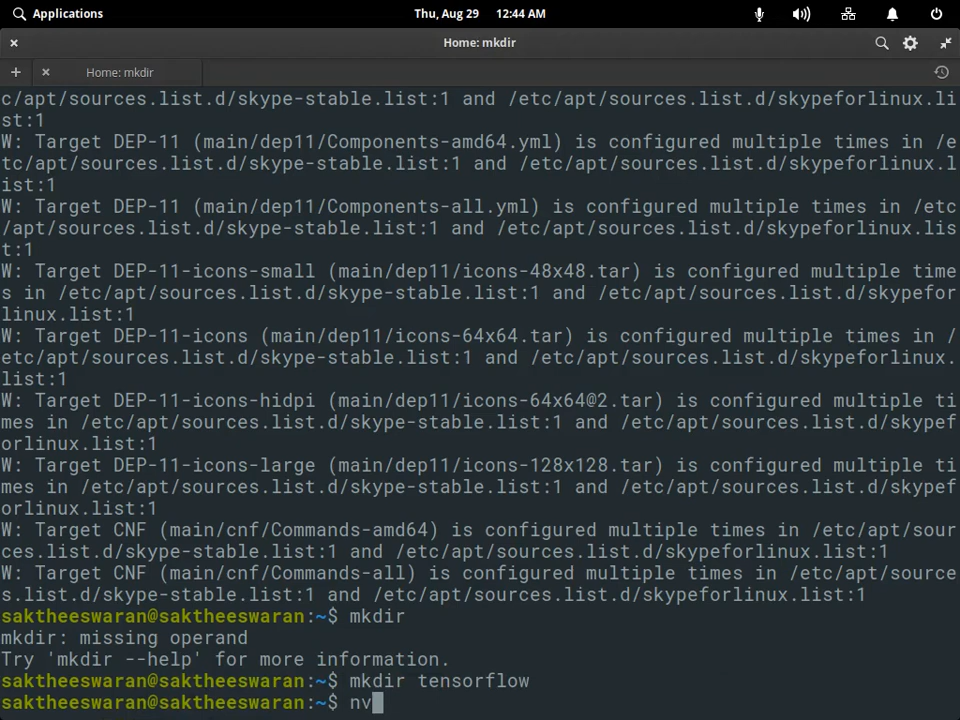 Applications
Thu, Aug 29 12:44 AM
Home: mkdir
Home: mkdir
c/apt/sources.list.d/skype-stable.list:1 and /etc/apt/sources.list.d/skypeforlinux.li
st:1
W: Target DEP-11 (main/dep11/Components-amd64.yml) is configured multiple times in /e
tc/apt/sources.list.d/skype-stable.list:1 and /etc/apt/sources.list.d/skypeforlinux.l
ist:1
W: Target DEP-11 (main/dep11/Components-all.yml) is configured multiple times in /etc
/apt/sources.list.d/skype-stable.list:1 and /etc/apt/sources.list.d/skypeforlinux.lis
t:1
W: Target DEP-11-icons-small (main/dep11/icons-48x48.tar) is configured multiple time
s in /etc/apt/sources.list.d/skype-stable.list:1 and /etc/apt/sources.list.d/skypefor
linux.list:1
W: Target DEP-11-icons (main/dep11/icons-64x64.tar) is configured multiple times in /
etc/apt/sources.list.d/skype-stable.list:1 and /etc/apt/sources.list.d/skypeforlinux.
list:1
W: Target DEP-11-icons-hidpi (main/dep11/icons-64x64@2.tar) is configured multiple ti
mes in /etc/apt/sources.list.d/skype-stable.list:1 and /etc/apt/sources.list.d/skypef
orlinux.list:1
W: Target DEP-11-icons-large (main/dep11/icons-128x128.tar) is configured multiple ti
mes in /etc/apt/sources.list.d/skype-stable.list:1 and /etc/apt/sources.list.d/skypef
orlinux.list:1
W: Target CNF (main/cnf/Commands-amd64) is configured multiple times in /etc/apt/sour
ces.list.d/skype-stable.list:1 and /etc/apt/sources.list.d/skypeforlinux.list:1
W: Target CNF (main/cnf/Commands-all) is configured multiple times in /etc/apt/source
s.list.d/skype-stable.list:1 and /etc/apt/sources.list.d/skypeforlinux.list:1
saktheeswaran@saktheeswaran:~$ mkdir
mkdir: missing operand
Try 'mkdir --help' for more information.
saktheeswaran@saktheeswaran:~$ mkdir tensorflow
saktheeswaran@saktheeswaran:~$ nv